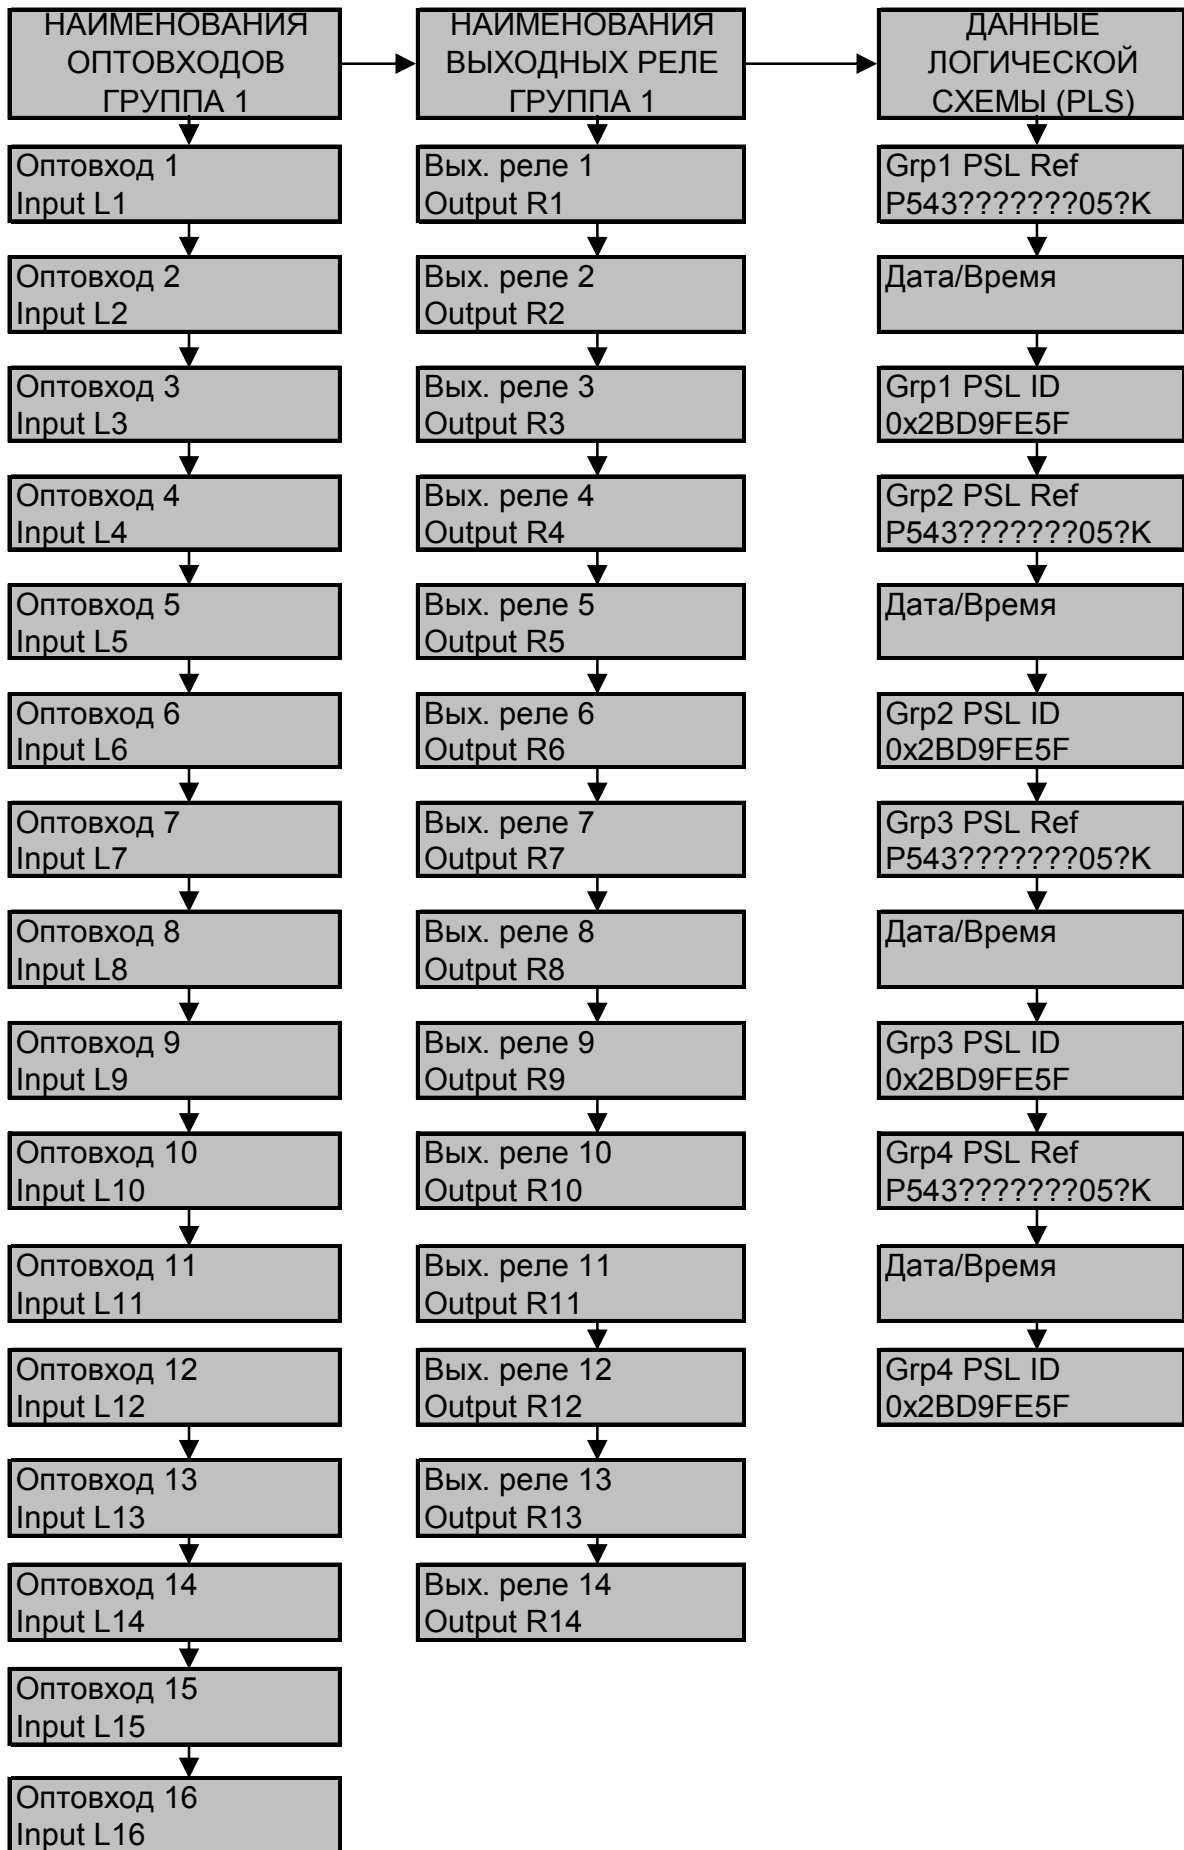 НАИМЕНОВАНИЯ
ОПТОВХОДОВ
ГРУППА 1
Оптовход 1
Input L1
Оптовход 2
Input L2
Оптовход 3
Input L3
Оптовход 4
Input L4
Оптовход 5
Input L5
Оптовход 6
Input L6
Оптовход 7
Input L7
Оптовход 8
Input L8
Оптовход 9
Input L9
Оптовход 10
Input L10
Оптовход 11
Input L11
Оптовход 12
Input L12
Оптовход 13
Input L13
Оптовход 14
Input L14
Оптовход 15
Input L15
Оптовход 16
Input L16
НАИМЕНОВАНИЯ
ВЫХОДНЫХ РЕЛЕ
ГРУППА 1
Вых. реле 1
Output R1
Вых. реле 2
Output R2
Вых. реле 3
Output R3
Вых. реле 4
Output R4
Вых. реле 5
Output R5
Вых. реле 6
Output R6
Вых. реле 7
Output R7
Вых. реле 8
Output R8
Вых. реле 9
Output R9
Вых. реле 10
Output R10
Вых. реле 11
Output R11
Вых. реле 12
Output R12
Вых. реле 13
Output R13
Вых. реле 14
Output R14
ДАННЫЕ
ЛОГИЧЕСКОЙ
СХЕМЫ (PLS)
Grp1 PSL Ref
P543???????05?K
Дата/Время
Grp1 PSL ID
0x2BD9FE5F
Grp2 PSL Ref
P543???????05?K
Дата/Время
Grp2 PSL ID
0x2BD9FE5F
Grp3 PSL Ref
P543???????05?K
Дата/Время
Grp3 PSL ID
0x2BD9FE5F
Grp4 PSL Ref
P543???????05?K
Дата/Время
Grp4 PSL ID
0x2BD9FE5F